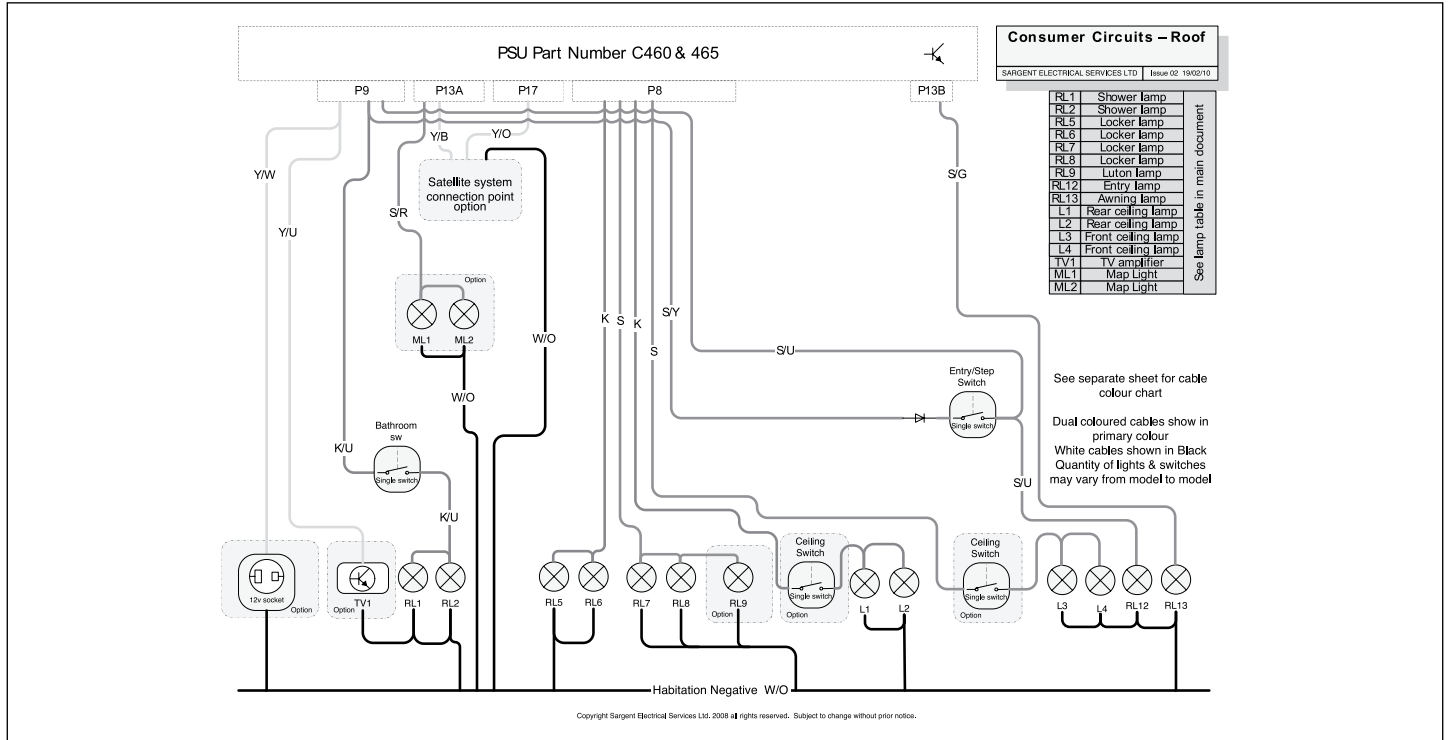 PSU Part Number C460 & 465
Consumer Circuits – Roof
SARGENT ELECTRICAL SERVICES LTD Issue 02 19/02/10
P9 P13A P17 P8 P13B
RL1 Shower lamp
RL2 Shower lamp
RL5 Locker lamp
RL6 Locker lamp
RL7 Locker lamp
RL8 Locker lamp
RL9 Luton lamp
RL12 Entry lamp
RL13 Awning lamp
L1 Rear ceiling lamp
L2 Rear ceiling lamp
L3 Front ceiling lamp
L4 Front ceiling lamp
TV1 TV amplifier
ML1 Map Light
ML2 Map Light
See lamp table in main document
Y/B Y/O
Y/W
S/G
Satellite system
connection point
option
S/R
Y/U
Option
ML1 ML2
K S K S/Y
W/O
S
S/U
W/O
Entry/Step
Switch
Single switch
See separate sheet for cable
colour chart
Dual coloured cables show in
primary colour
White cables shown in Black
Quantity of lights & switches
may vary from model to model
Bathroom
sw
Single switch
K/U
K/U
S/U
Ceiling
Switch
Single switch
Option
Ceiling
Switch
Single switch
Option
12v socket
Option
TV1
Option
RL1 RL2
RL5 RL6
RL7 RL8
RL9
Option
L1 L2
L3 L4 RL12 RL13
Habitation Negative W/O
Copyright Sargent Electrical Services Ltd. 2008 all rights reserved. Subject to change without prior notice.